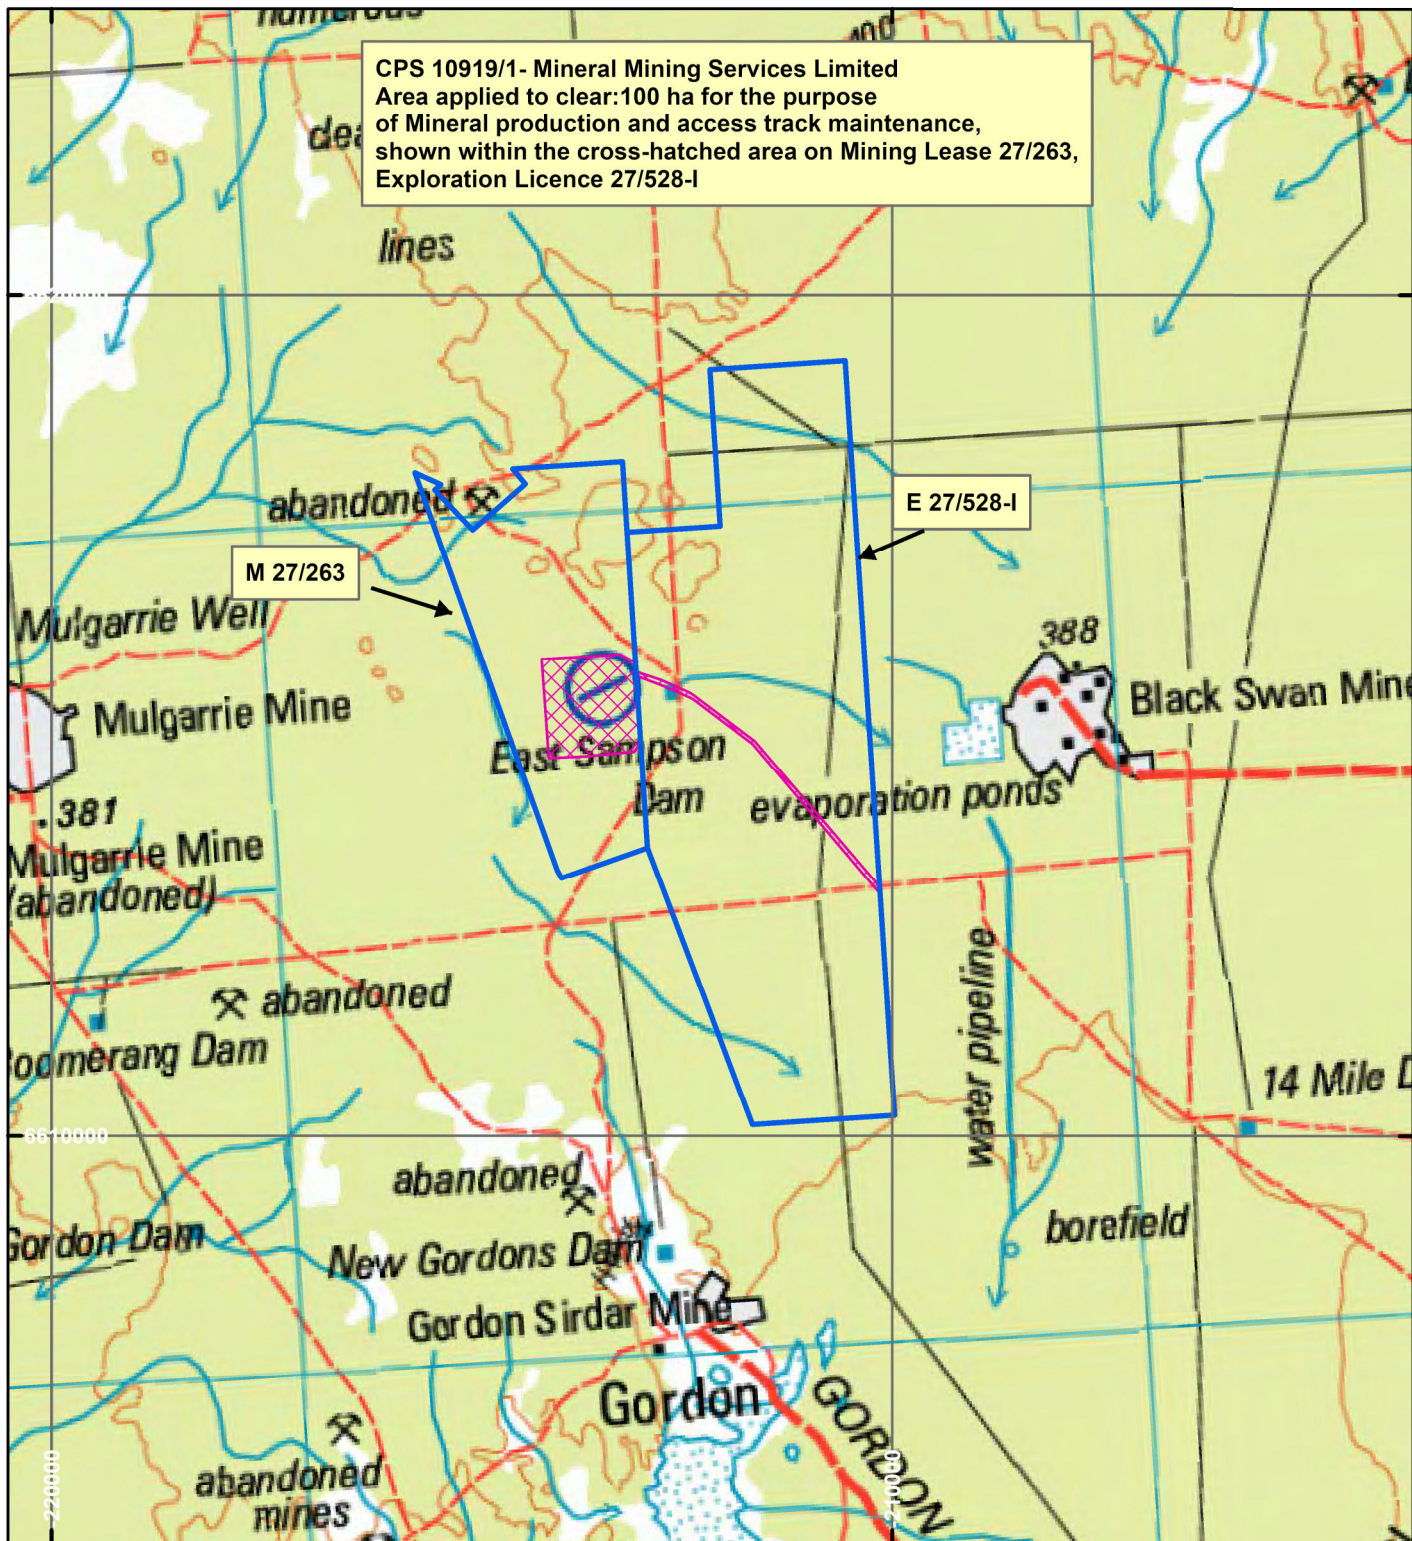 numerous
CPS 10919/1- Mineral Mining Services Limited
Area applied to clear:100 ha for the purpose
of Mineral production and access track maintenance,
shown within the cross-hatched area on Mining Lease 27/263,
Exploration Licence 27/528-I
lines
abandoned
E 27/528-I
M 27/263
Mulgarrie Well
388
Mulgarrie Mine
Black Swan Mine
East Sampson
Dam
evaporation ponds
381
Mulgarrie Mine
(abandoned)
water pipeline
abandoned
Boomerang Dam
14 Mile D
6610000
abandoned
Gordon Dam
New Gordons Dam
borefield
Gordon Sirdar Mine
Gordon
GORDON
abandoned
mines
220000